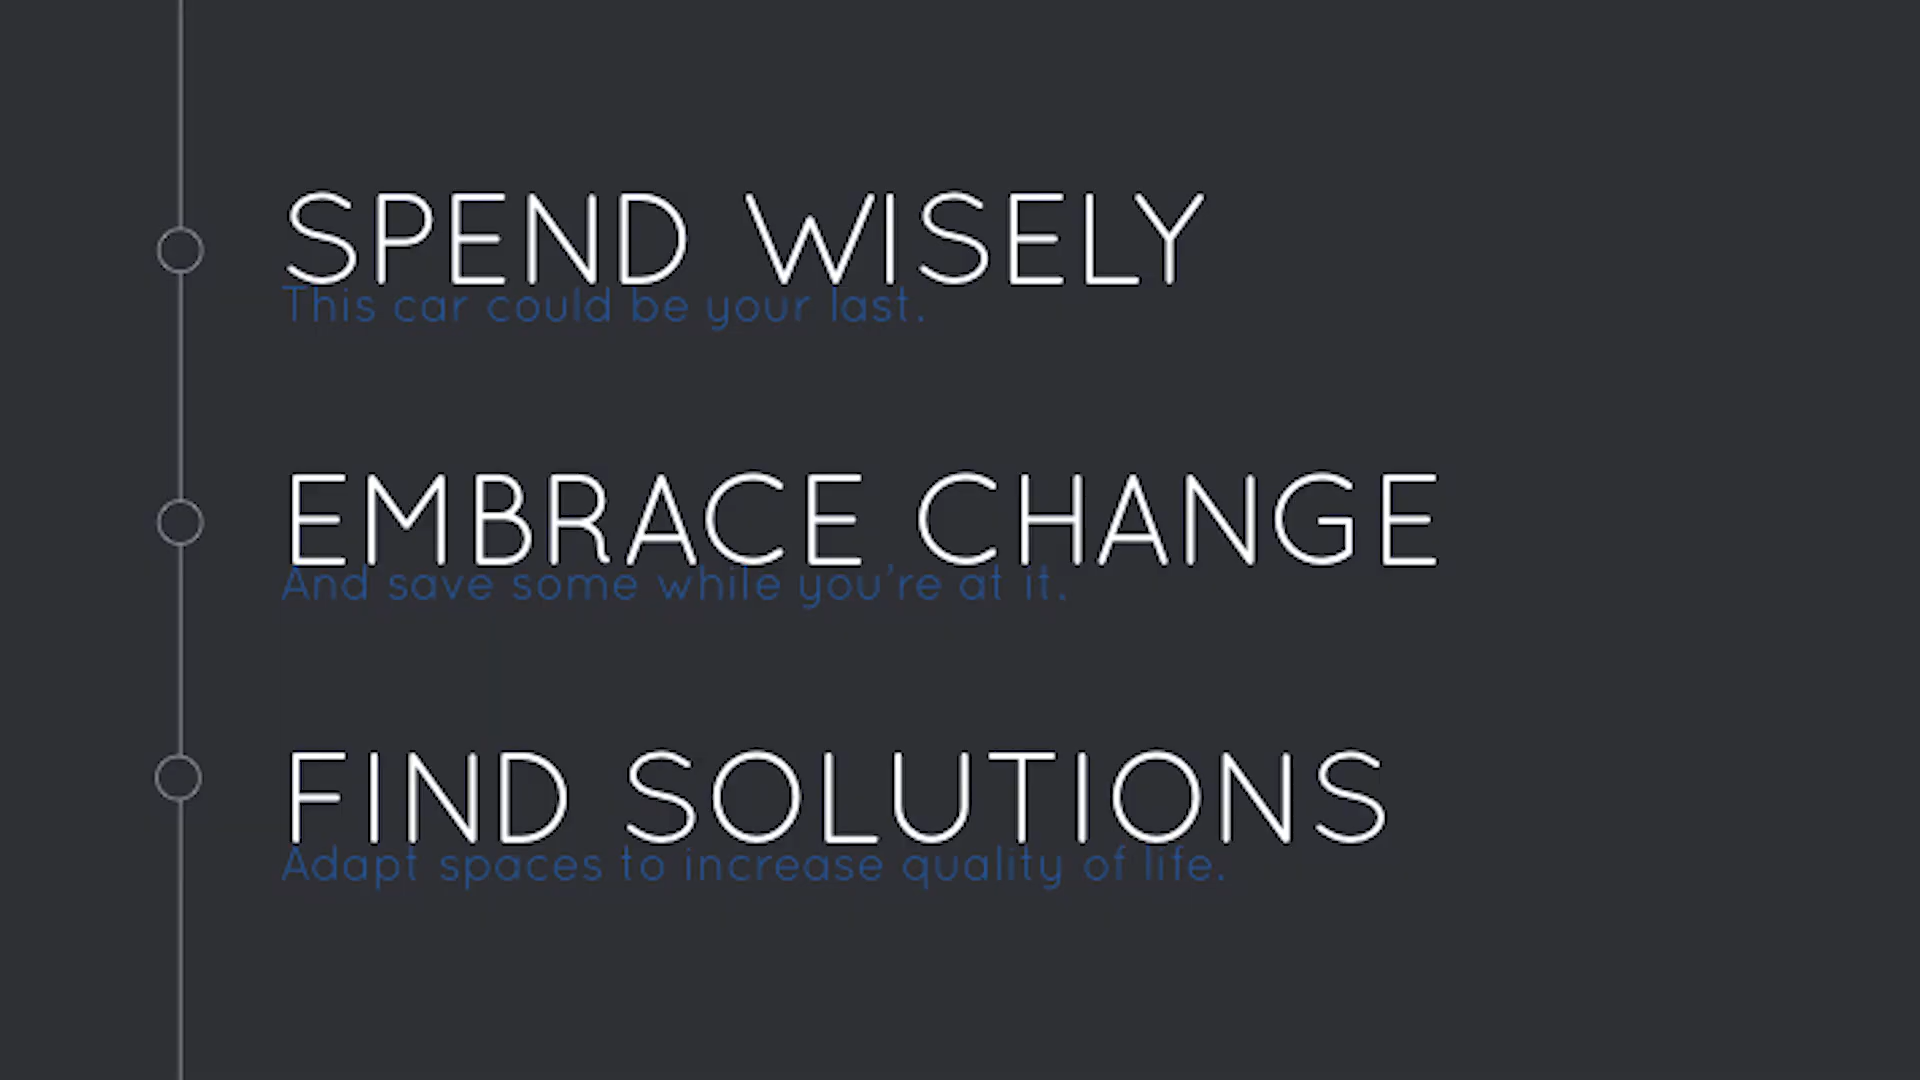 SPEND WISELY
This car could be your last.
EMBRACE CHANGE
And save some while you're at it.
FIND SOLUTIONS
Adapt spaces to increase quality of life.